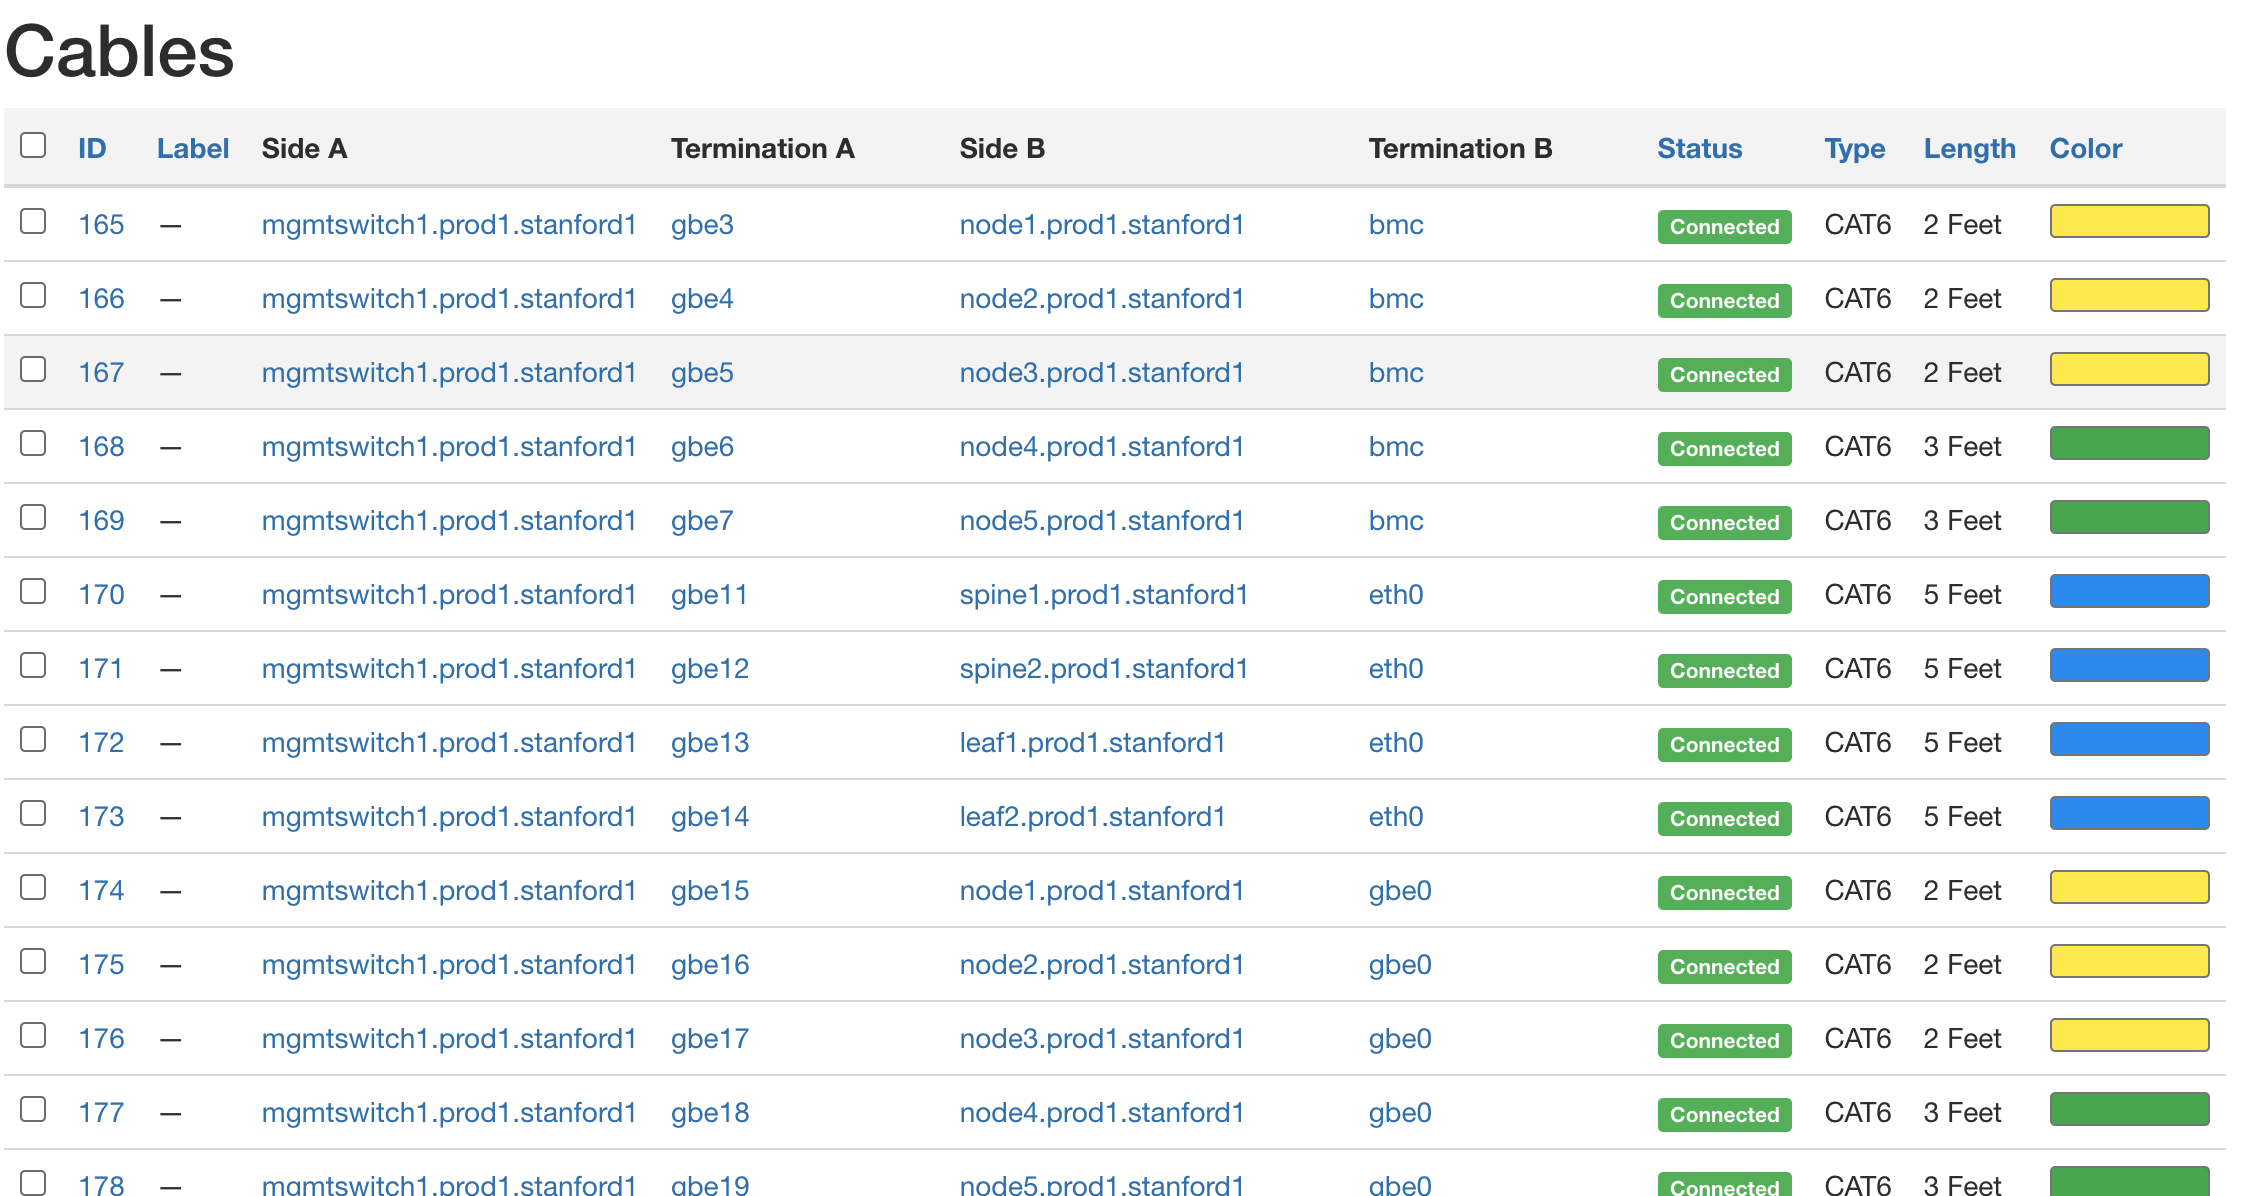 Cables
ID Label Side A Termination A Side B Termination B Status Type Length Color
165 — mgmtswitch1.prod1.stanford1 gbe3 node1.prod1.stanford1 bmc Connected CAT6 2 Feet
166 — mgmtswitch1.prod1.stanford1 gbe4 node2.prod1.stanford1 bmc Connected CAT6 2 Feet
167 — mgmtswitch1.prod1.stanford1 gbe5 node3.prod1.stanford1 bmc Connected CAT6 2 Feet
168 — mgmtswitch1.prod1.stanford1 gbe6 node4.prod1.stanford1 bmc Connected CAT6 3 Feet
169 — mgmtswitch1.prod1.stanford1 gbe7 node5.prod1.stanford1 bmc Connected CAT6 3 Feet
170 — mgmtswitch1.prod1.stanford1 gbe11 spine1.prod1.stanford1 eth0 Connected CAT6 5 Feet
171 — mgmtswitch1.prod1.stanford1 gbe12 spine2.prod1.stanford1 eth0 Connected CAT6 5 Feet
172 — mgmtswitch1.prod1.stanford1 gbe13 leaf1.prod1.stanford1 eth0 Connected CAT6 5 Feet
173 — mgmtswitch1.prod1.stanford1 gbe14 leaf2.prod1.stanford1 eth0 Connected CAT6 5 Feet
174 — mgmtswitch1.prod1.stanford1 gbe15 node1.prod1.stanford1 gbe0 Connected CAT6 2 Feet
175 — mgmtswitch1.prod1.stanford1 gbe16 node2.prod1.stanford1 gbe0 Connected CAT6 2 Feet
176 — mgmtswitch1.prod1.stanford1 gbe17 node3.prod1.stanford1 gbe0 Connected CAT6 2 Feet
177 — mgmtswitch1.prod1.stanford1 gbe18 node4.prod1.stanford1 gbe0 Connected CAT6 3 Feet
178 — mgmtswitch1.prod1.stanford1 gbe19 node5.prod1.stanford1 gbe0 Connected CAT6 3 Feet